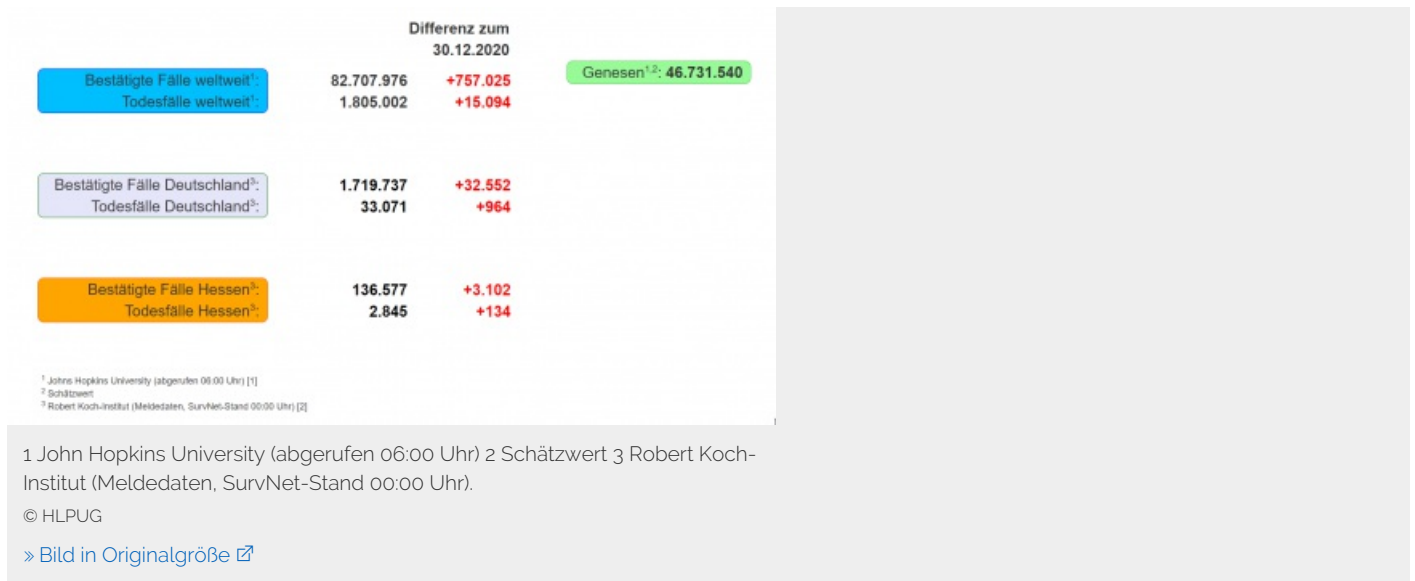 Differenz zum
30.12.2020
Bestätigte Fälle weltweit¹: 82.707.976 +757.025 Genesen¹,²: 46.731.540
Todesfälle weltweit¹: 1.805.002 +15.094
Bestätigte Fälle Deutschland³: 1.719.737 +32.552
Todesfälle Deutschland³: 33.071 +964
Bestätigte Fälle Hessen³: 136.577 +3.102
Todesfälle Hessen³: 2.845 +134
¹ Johns Hopkins University (abgerufen 06:00 Uhr) [1]
² Schätzwert
³ Robert Koch-Institut (Meldedaten, SurvNet-Stand 00:00 Uhr) [2]
1 John Hopkins University (abgerufen 06:00 Uhr) 2 Schätzwert 3 Robert Koch-
Institut (Meldedaten, SurvNet-Stand 00:00 Uhr).
© HLPUG
» Bild in Originalgröße